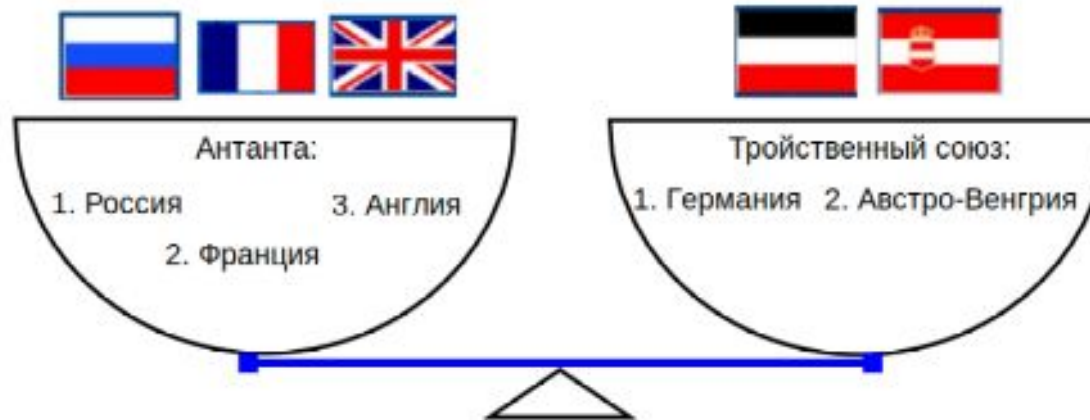 Антанта:
1. Россия
3. Англия
2. Франция
Тройственный союз:
1. Германия 2. Австро-Венгрия